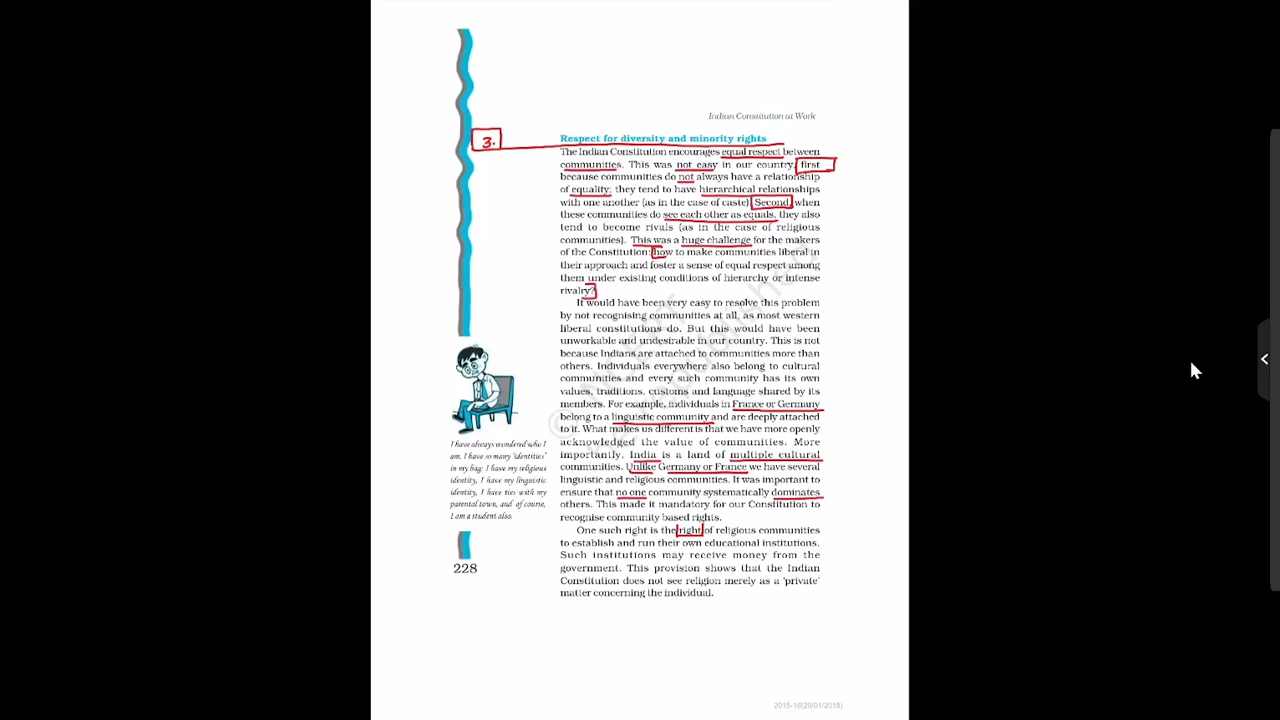 Indian Constitution at Work
3.
Respect for diversity and minority rights
The Indian Constitution encourages equal respect between
communities. This was not easy in our country, first
because communities do not always have a relationship
of equality; they tend to have hierarchical relationships
with one another (as in the case of caste). Second, when
these communities do see each other as equals, they also
tend to become rivals (as in the case of religious
communities). This was a huge challenge for the makers
of the Constitution: how to make communities liberal in
their approach and foster a sense of equal respect among
them under existing conditions of hierarchy or intense
rivalry?
It would have been very easy to resolve this problem
by not recognising communities at all, as most western
liberal constitutions do. But this would have been
unworkable and undesirable in our country. This is not
because Indians are attached to communities more than
others. Individuals everywhere also belong to cultural
communities and every such community has its own
values, traditions, customs and language shared by its
members. For example, individuals in France or Germany
belong to a linguistic community and are deeply attached
to it. What makes us different is that we have more openly
acknowledged the value of communities. More
importantly, India is a land of multiple cultural
communities. Unlike Germany or France we have several
linguistic and religious communities. It was important to
ensure that no one community systematically dominates
others. This made it mandatory for our Constitution to
recognise community based rights.
One such right is the right of religious communities
to establish and run their own educational institutions.
Such institutions may receive money from the
government. This provision shows that the Indian
Constitution does not see religion merely as a 'private'
matter concerning the individual.
I have always wondered who I
am. I have so many 'identities'
in my bag: I have my religious
identity, I have my linguistic
identity, I have ties with my
parental town, and of course,
I am a student also.
228
2015-16(20/01/2015)